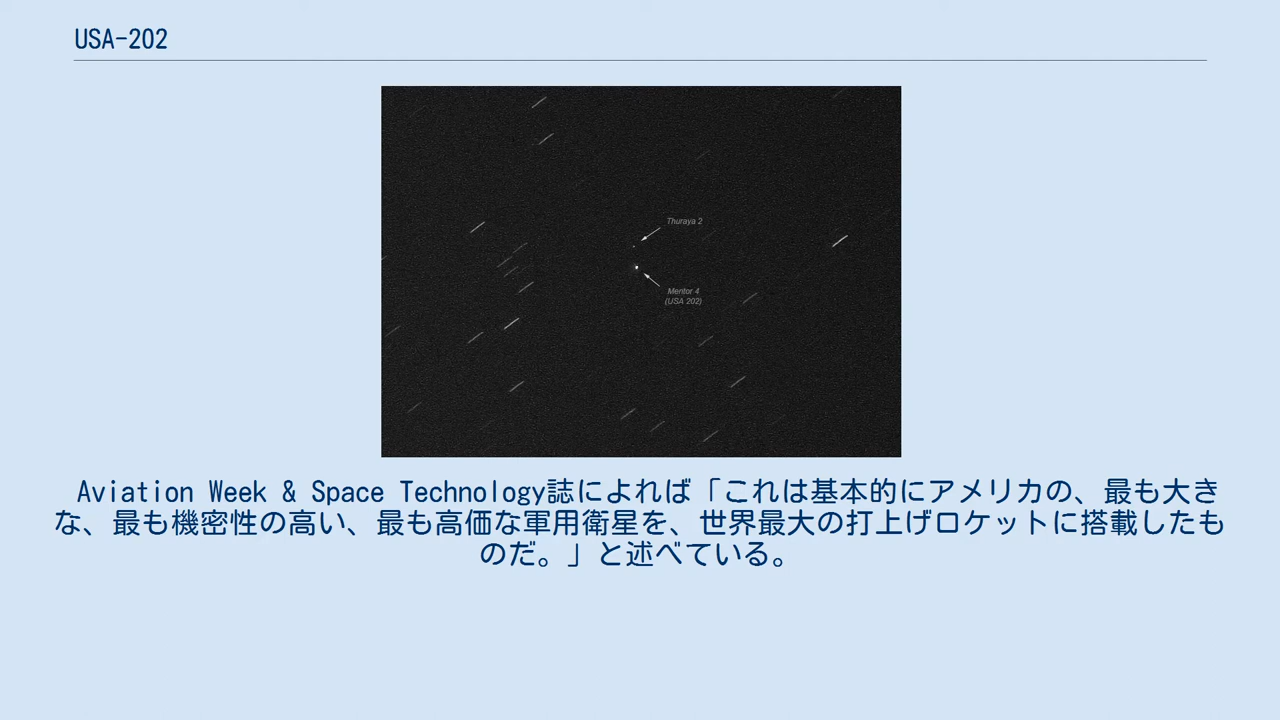 USA-202
Thuraya 2
Mentor 4
(USA 202)
Aviation Week & Space Technology誌によれば「これは基本的にアメリカの、最も大き
な、最も機密性の高い、最も高価な軍用衛星を、世界最大の打上げロケットに搭載したも
のだ。」と述べている。